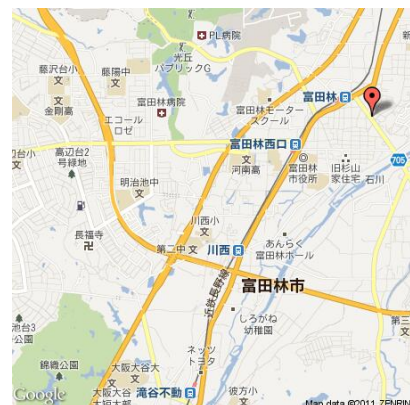 PL病院
光丘
パブリックG
藤沢台小
藤陽中
金剛高
エコール
ロゼ
富田林病院
富田林モーター
スクール
富田林
高辺台2
号緑地
富田林西口
河南高
富田林
市役所
旧杉山
家住宅
石川
705
明治池中
川西小
長福寺
第二中
川西
あんらく
富田林ホール
近鉄長野線
富田林市
しろがね
幼稚園
池台3
公園
錦織公園
ネッツ
トヨタ
大阪大谷大
大阪大谷
滝谷不動
彼方小
Google
Map data ©2011 ZENRIN